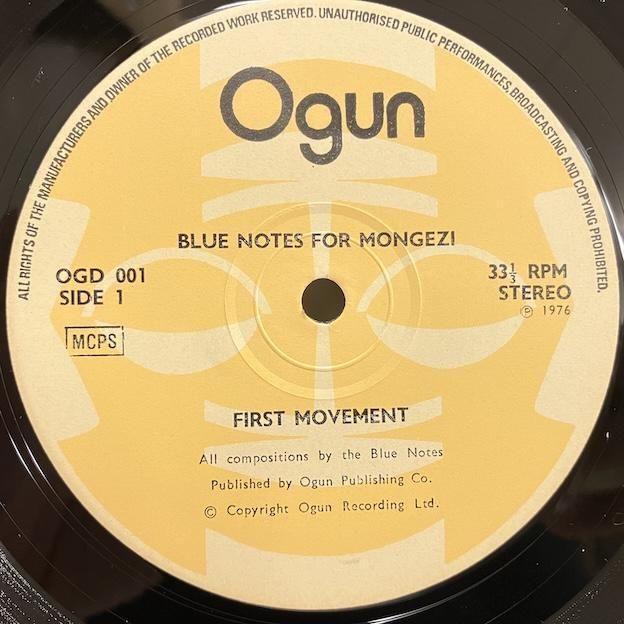 ALL RIGHTS OF THE MANUFACTURERS AND OWNER OF THE RECORDED WORK RESERVED. UNAUTHORISED PUBLIC PERFORMANCES, BROADCASTING AND COPYING PROHIBITED.
Ogun
BLUE NOTES FOR MONGEZI
OGD 001
SIDE 1
MCPS
33⅓ RPM
STEREO
℗ 1976
FIRST MOVEMENT
All compositions by the Blue Notes
Published by Ogun Publishing Co.
© Copyright Ogun Recording Ltd.